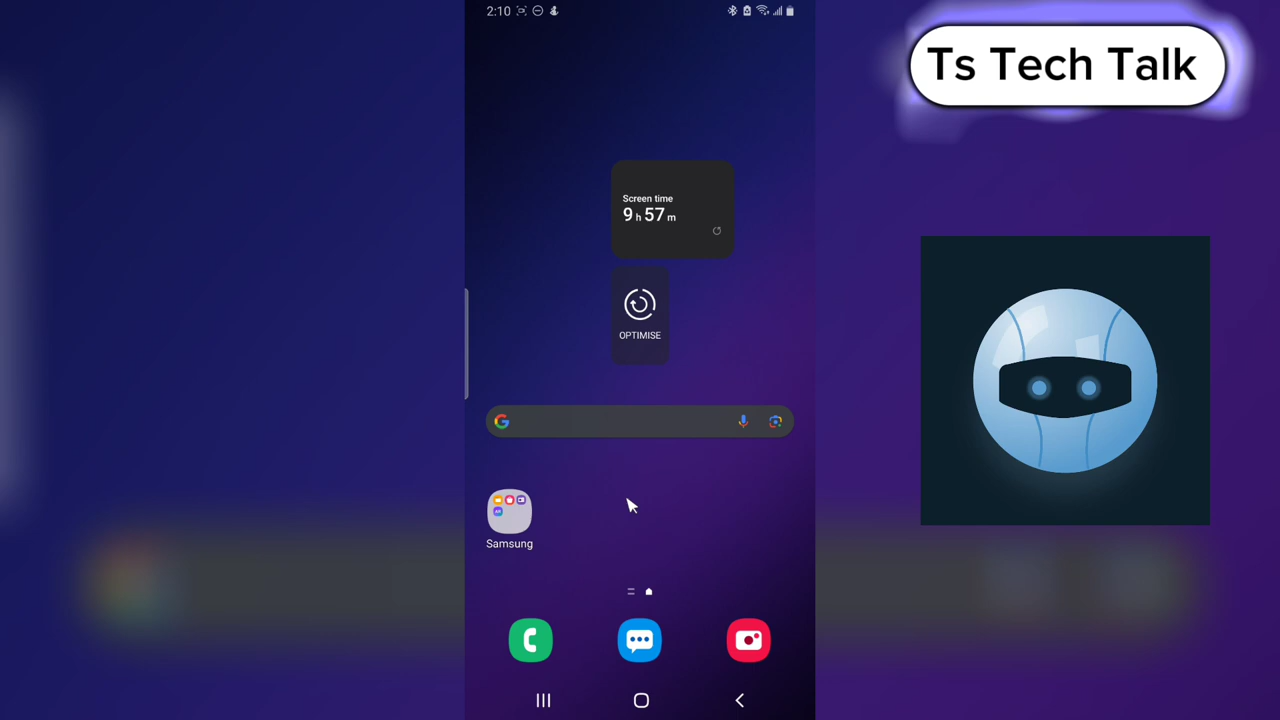 2:10
Ts Tech Talk
Screen time
9 h 57 m
OPTIMISE
Samsung